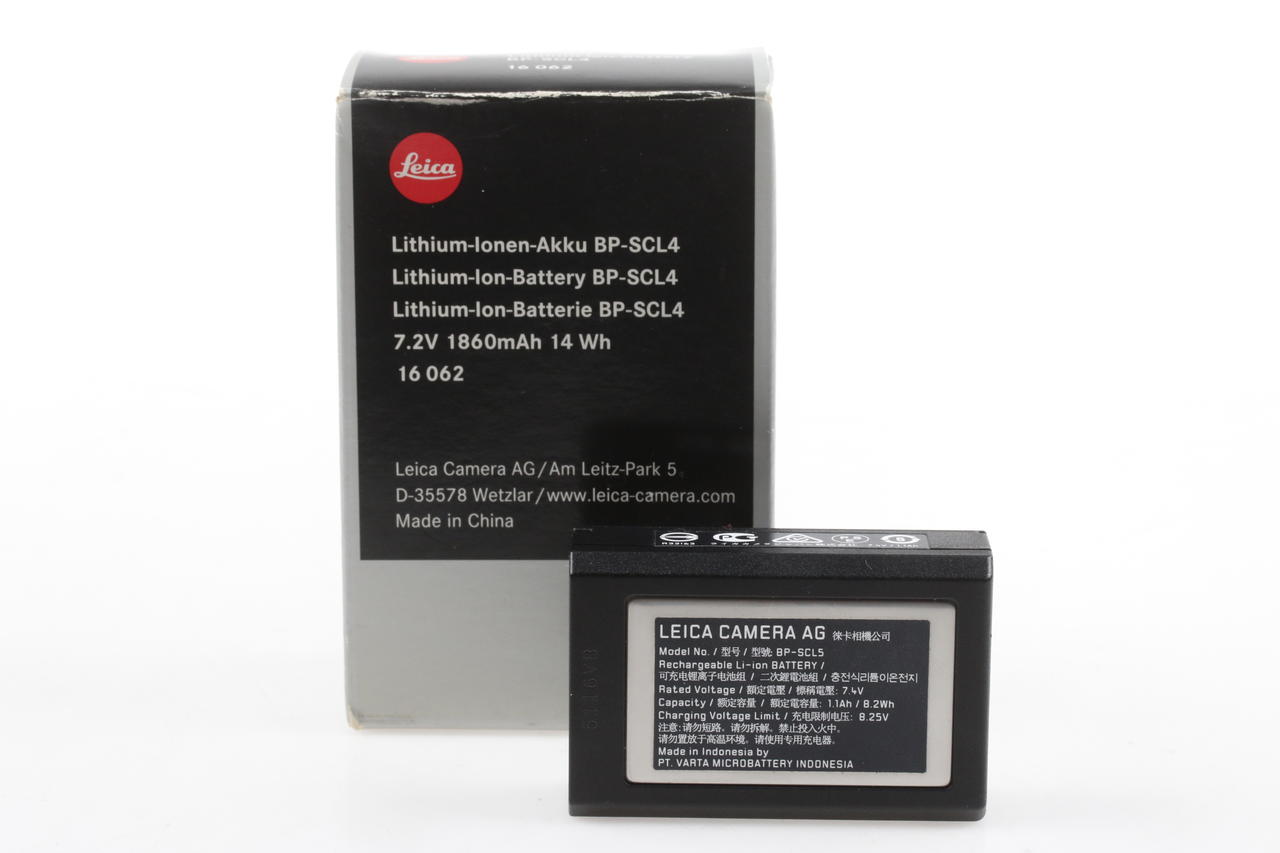 BP-SCL4
16 062
Leica
Lithium-Ionen-Akku BP-SCL4
Lithium-Ion-Battery BP-SCL4
Lithium-Ion-Batterie BP-SCL4
7.2V 1860mAh 14 Wh
16 062
Leica Camera AG/Am Leitz-Park 5
D-35578 Wetzlar/www.leica-camera.com
Made in China
LEICA CAMERA AG 徠卡相機公司
Model No. / 型号 / 型號: BP-SCL5
Rechargeable Li-ion BATTERY /
可充电锂离子电池组 / 二次鋰電池組 / 충전식리튬이온전지
Rated Voltage / 额定電壓 / 標稱電壓: 7.4V
Capacity / 额定容量 / 額定電容量: 1.1Ah / 8.2Wh
Charging Voltage Limit / 充电限制电压: 8.25V
注意:请勿短路。请勿拆解。禁止投入火中。
请勿置放于高温环境。请使用专用充电器。
Made in Indonesia by
PT. VARTA MICROBATTERY INDONESIA